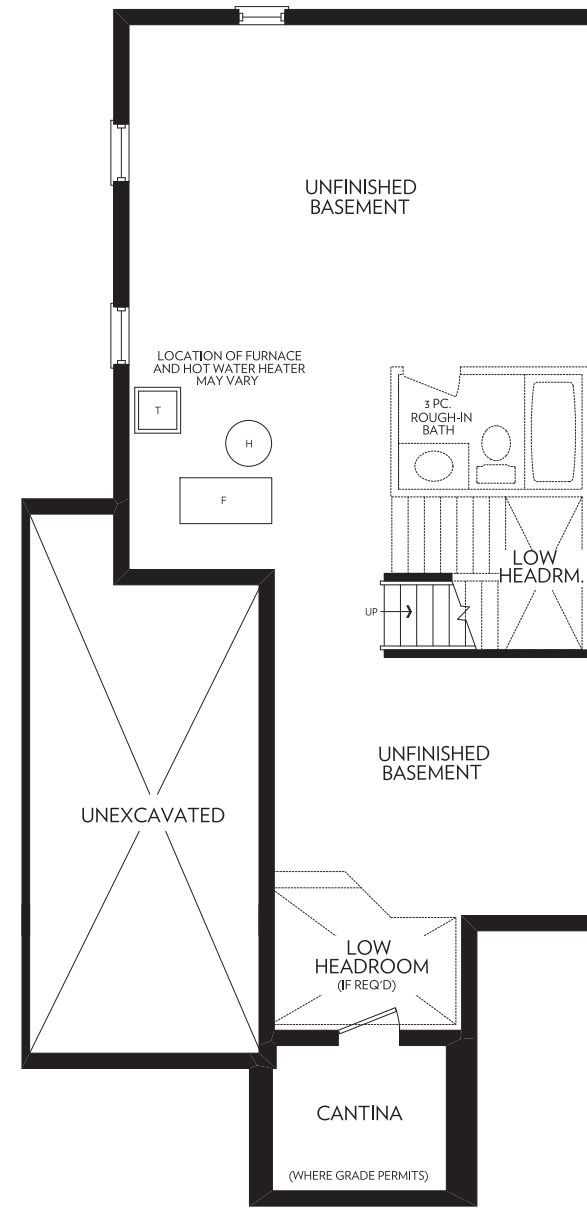 UNFINISHED
BASEMENT
LOCATION OF FURNACE
AND HOT WATER HEATER
MAY VARY
T
H
F
3 PC.
ROUGH-IN
BATH
LOW
HEADRM.
UP
UNFINISHED
BASEMENT
UNEXCAVATED
LOW
HEADROOM
(IF REQ'D)
CANTINA
(WHERE GRADE PERMITS)